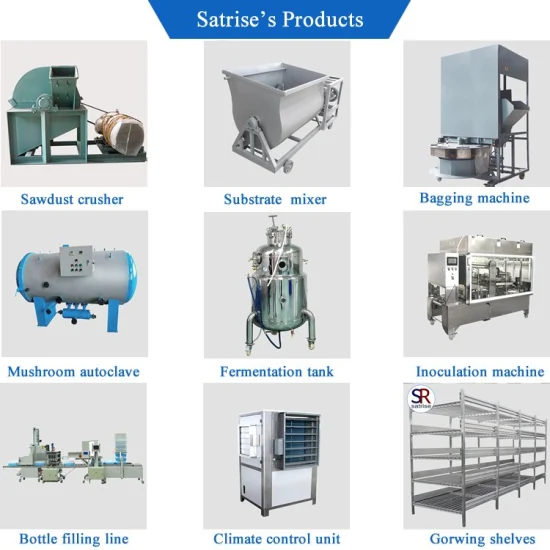 Satrise's Products
Sawdust crusher
Substrate mixer
Bagging machine
Mushroom autoclave
Fermentation tank
Inoculation machine
SR
satrise
Bottle filling line
Climate control unit
Gorwing shelves